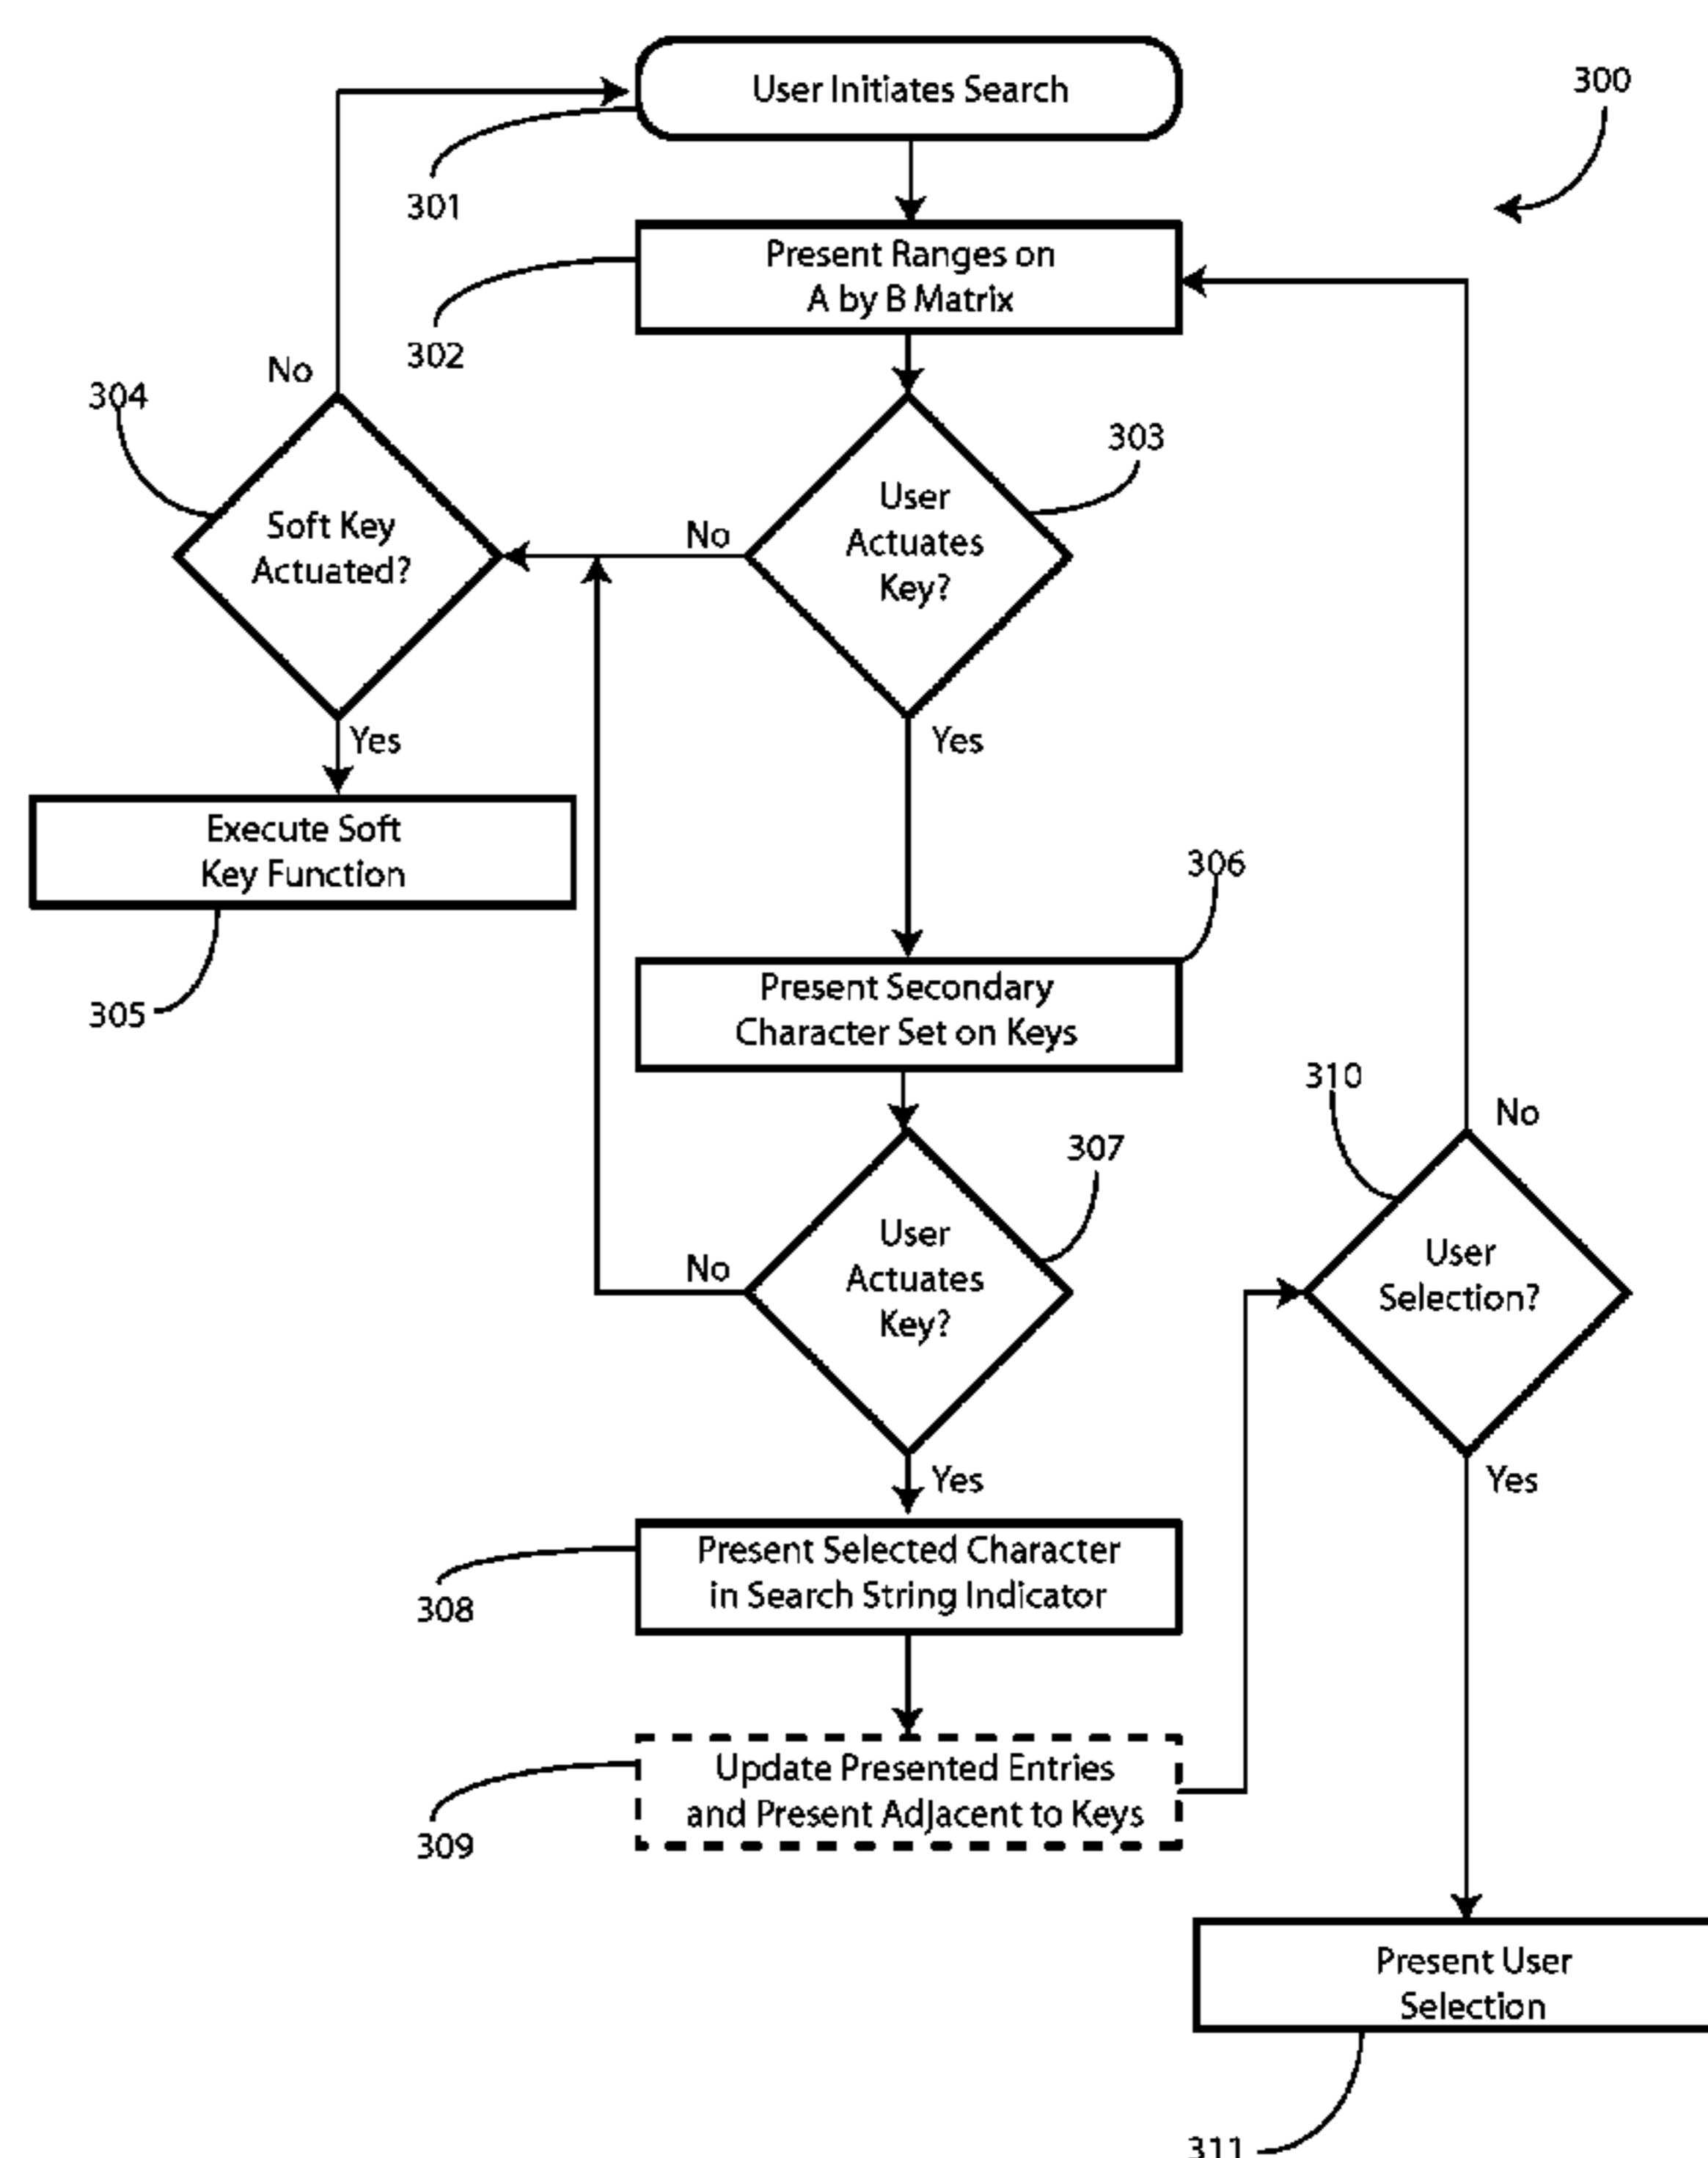 User Initiates Search
300
301
Present Ranges on
A by B Matrix
302
No
304
303
Soft Key
Actuated?
No
User
Actuates
Key?
Yes
Yes
Execute Soft
Key Function
305
306
Present Secondary
Character Set on Keys
310
No
307
User
Actuates
Key?
No
User
Selection?
Yes
Yes
Present Selected Character
in Search String Indicator
308
Update Presented Entries
and Present Adjacent to Keys
309
Present User
Selection
311